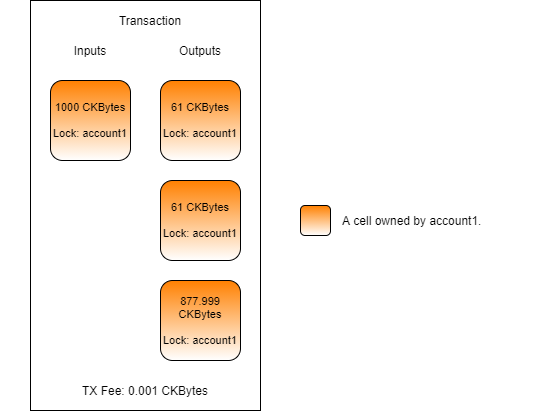 Transaction
Inputs
Outputs
1000 CKBytes
Lock: account1
61 CKBytes
Lock: account1
61 CKBytes
Lock: account1
877.999
CKBytes
Lock: account1
A cell owned by account1.
TX Fee: 0.001 CKBytes